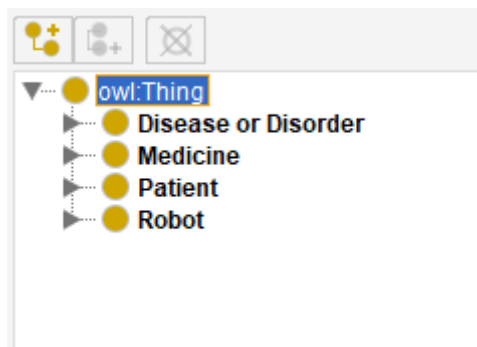 owl:Thing
Disease or Disorder
Medicine
Patient
Robot